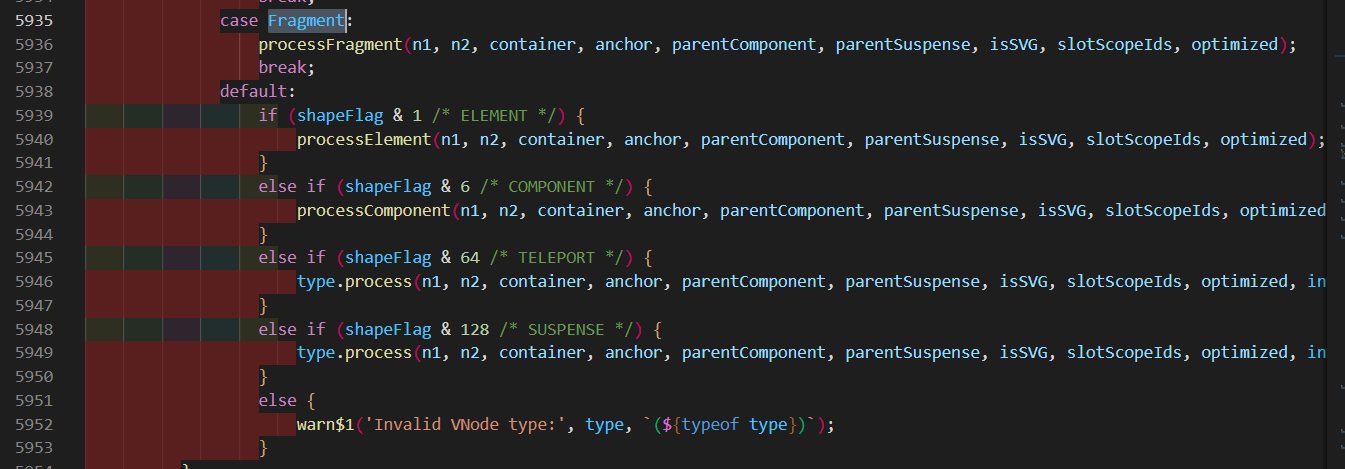 break;
5935 case Fragment:
5936 processFragment(n1, n2, container, anchor, parentComponent, parentSuspense, isSVG, slotScopeIds, optimized);
5937 break;
5938 default:
5939 if (shapeFlag & 1 /* ELEMENT */) {
5940 processElement(n1, n2, container, anchor, parentComponent, parentSuspense, isSVG, slotScopeIds, optimized);
5941 }
5942 else if (shapeFlag & 6 /* COMPONENT */) {
5943 processComponent(n1, n2, container, anchor, parentComponent, parentSuspense, isSVG, slotScopeIds, optimized
5944 }
5945 else if (shapeFlag & 64 /* TELEPORT */) {
5946 type.process(n1, n2, container, anchor, parentComponent, parentSuspense, isSVG, slotScopeIds, optimized, in
5947 }
5948 else if (shapeFlag & 128 /* SUSPENSE */) {
5949 type.process(n1, n2, container, anchor, parentComponent, parentSuspense, isSVG, slotScopeIds, optimized, in
5950 }
5951 else {
5952 warn$1('Invalid VNode type:', type, `(${typeof type})`);
5953 }